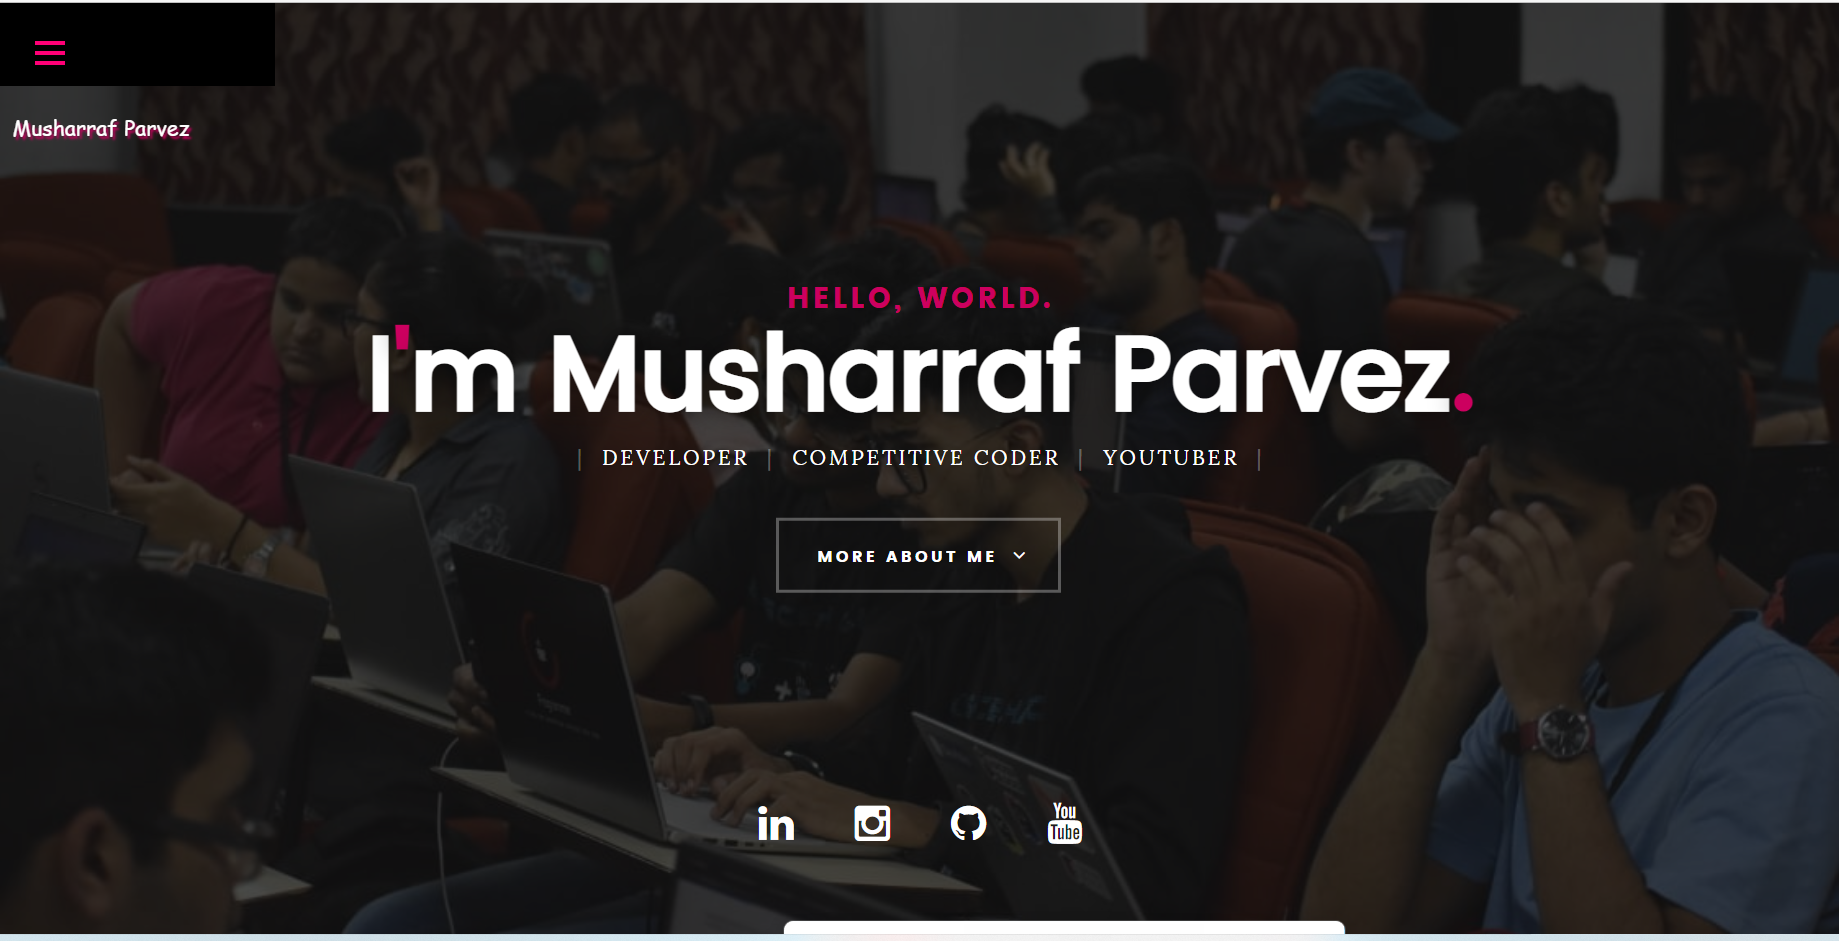 Musharraf Parvez
HELLO, WORLD.
I'm Musharraf Parvez.
| DEVELOPER | COMPETITIVE CODER | YOUTUBER |
MORE ABOUT ME
in
You
Tube